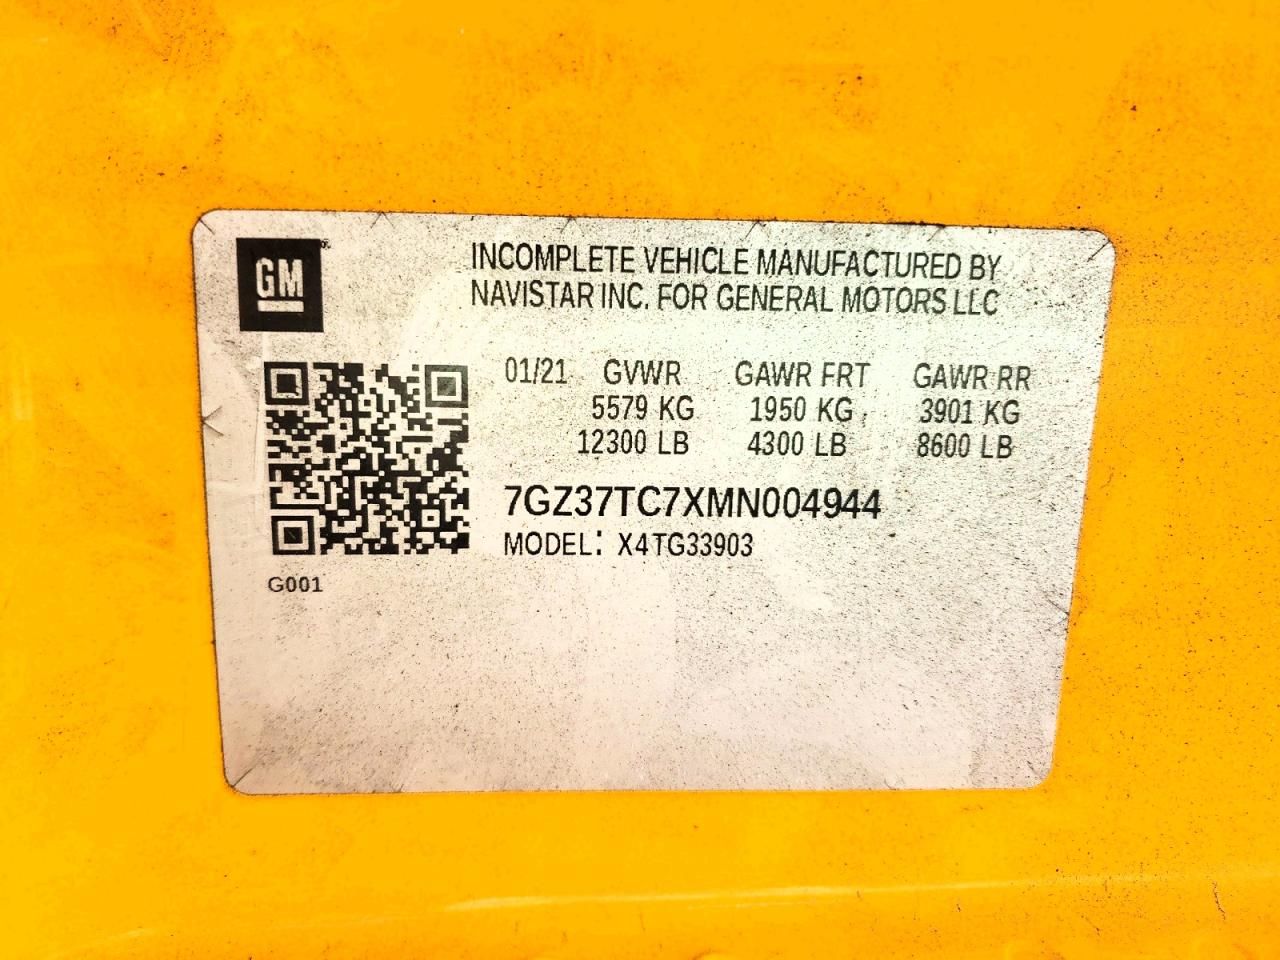 GM
INCOMPLETE VEHICLE MANUFACTURED BY
NAVISTAR INC. FOR GENERAL MOTORS LLC
01/21 GVWR GAWR FRT GAWR RR
5579 KG 1950 KG 3901 KG
12300 LB 4300 LB 8600 LB
7GZ37TC7XMN004944
MODEL: X4TG33903
G001